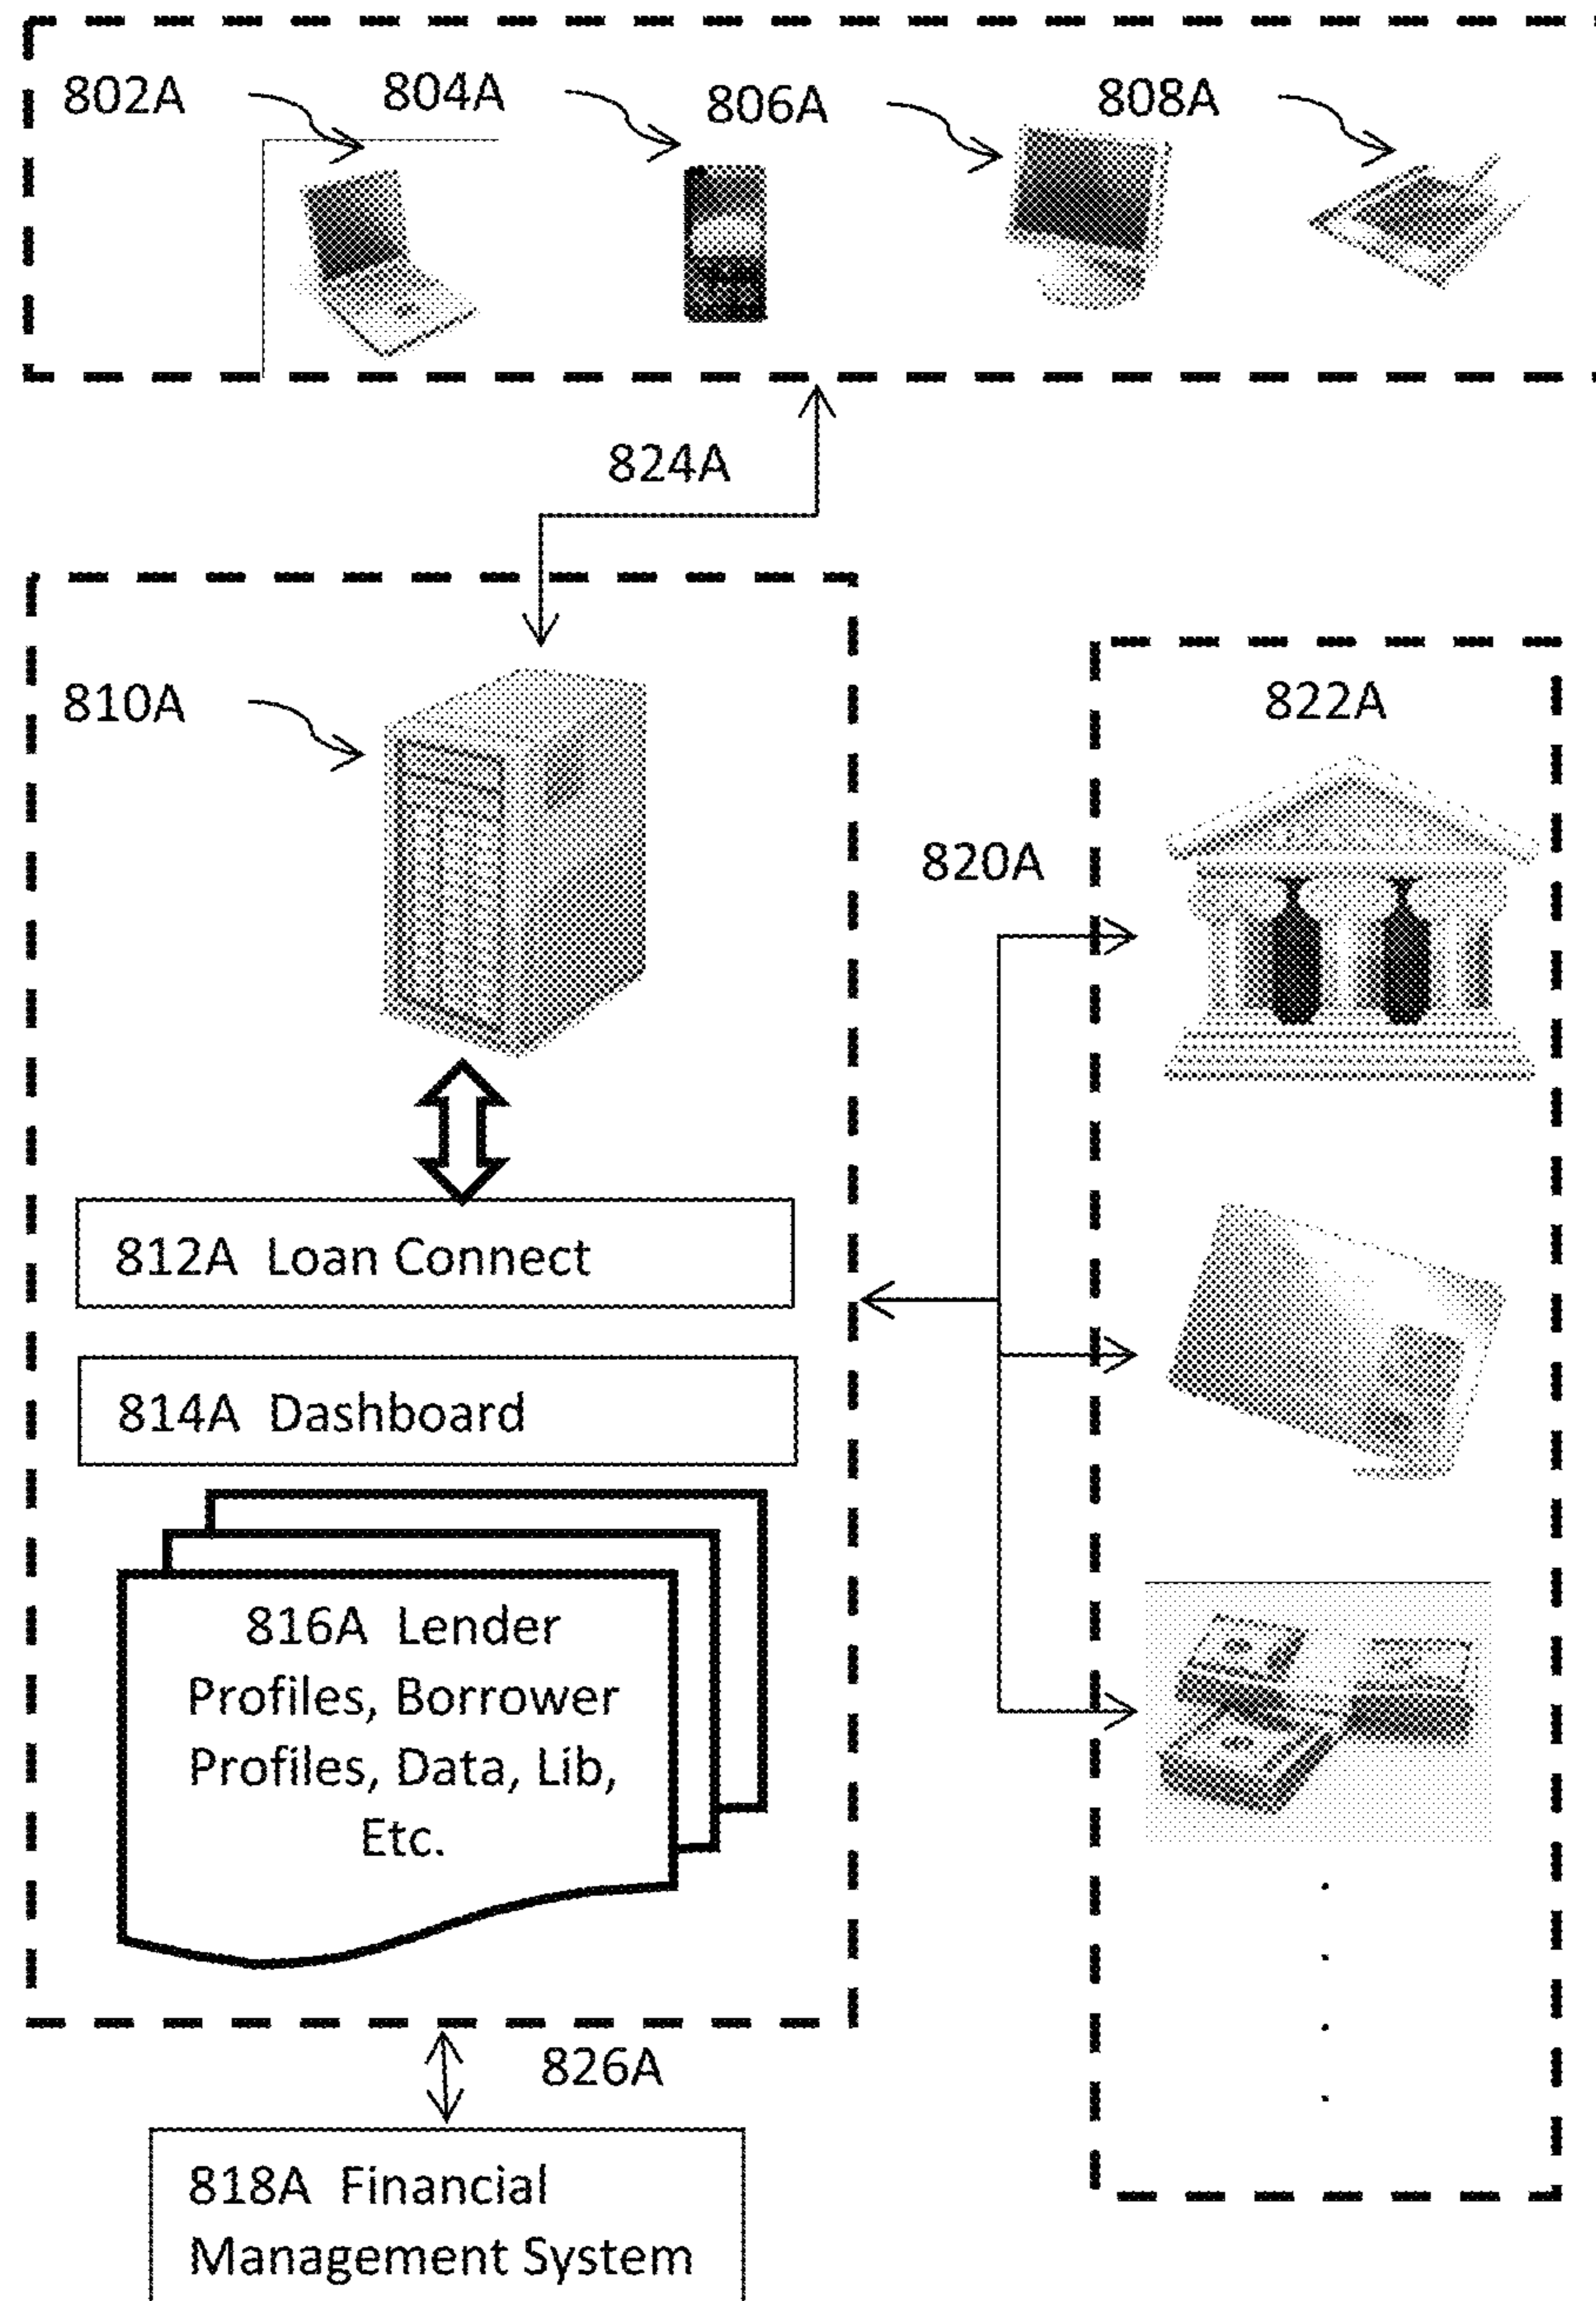 802A
804A
806A
808A
824A
810A
822A
820A
812A Loan Connect
814A Dashboard
816A Lender
Profiles, Borrower
Profiles, Data, Lib,
Etc.
826A
818A Financial
Management System